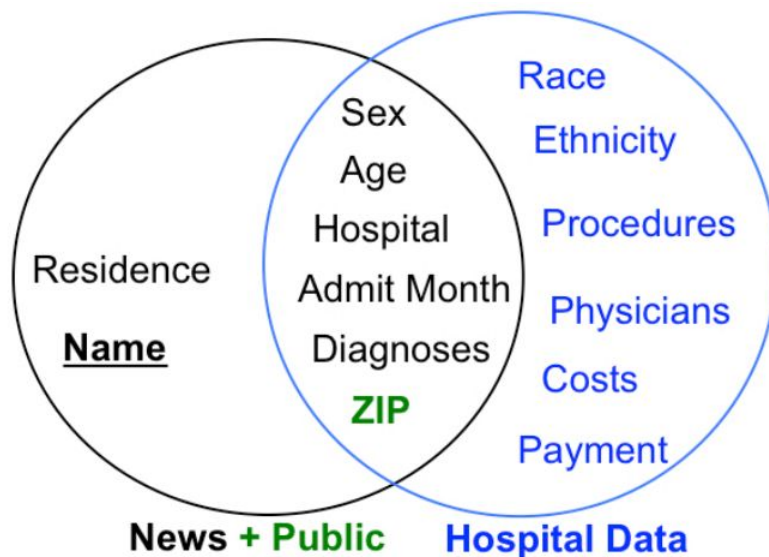 Residence
Name
Sex
Age
Hospital
Admit Month
Diagnoses
ZIP
Race
Ethnicity
Procedures
Physicians
Costs
Payment
News + Public
Hospital Data